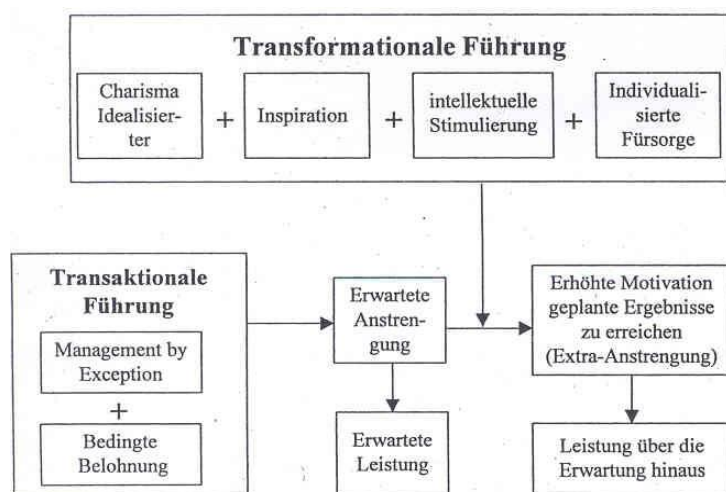 Transformationale Führung
Charisma
Idealisier-
ter
+
Inspiration
+
intellektuelle
Stimulierung
+
Individuali-
sierte
Fürsorge
Transaktionale
Führung
Management by
Exception
+
Bedingte
Belohnung
Erwartete
Anstren-
gung
Erwartete
Leistung
Erhöhte Motivation
geplante Ergebnisse
zu erreichen
(Extra-Anstrengung)
Leistung über die
Erwartung hinaus